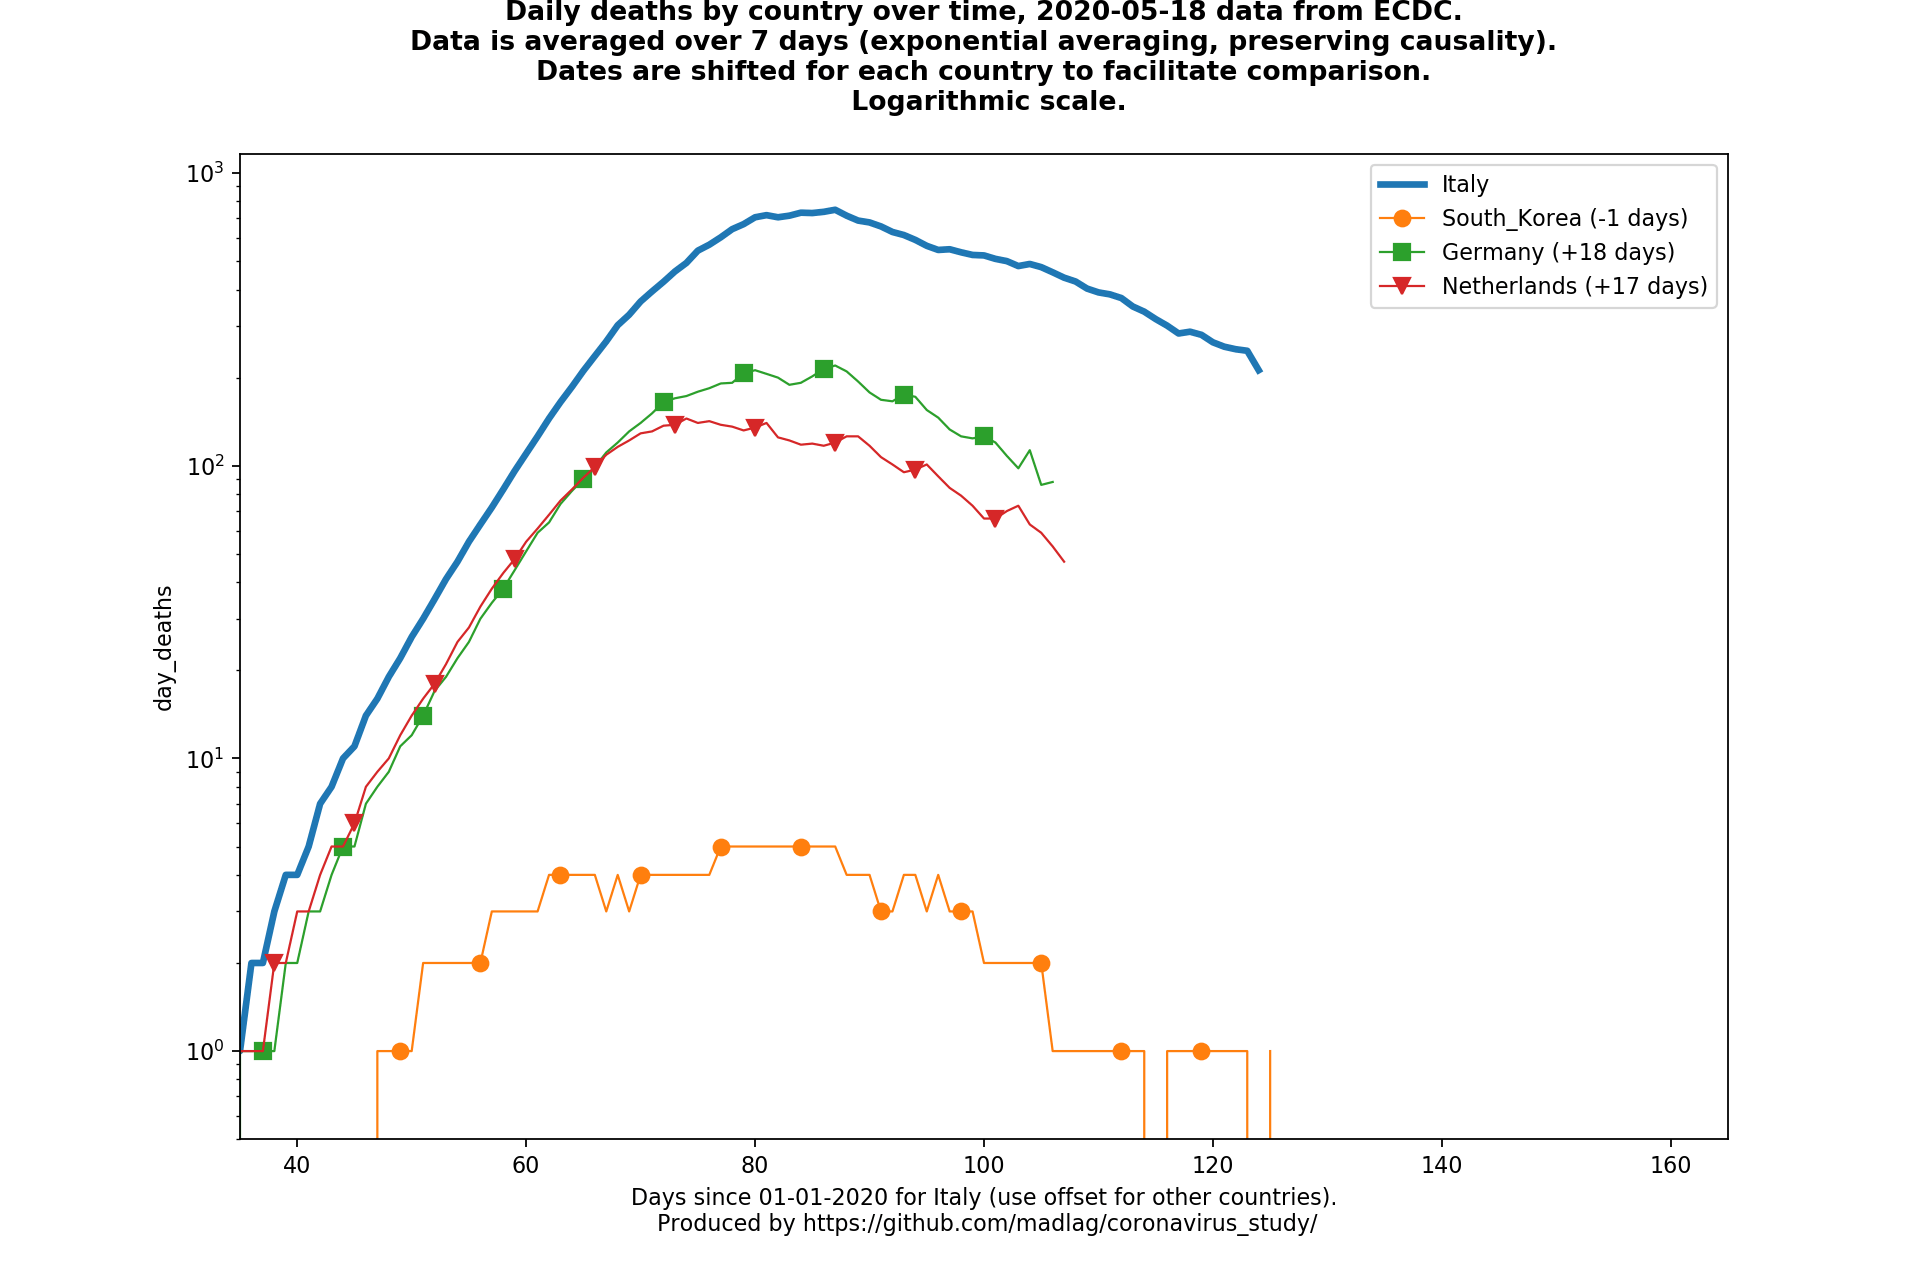 Daily deaths by country over time, 2020-05-18 data from ECDC.
Data is averaged over 7 days (exponential averaging, preserving causality).
Dates are shifted for each country to facilitate comparison.
Logarithmic scale.
10³
10²
10¹
10⁰
day_deaths
Italy
South_Korea (-1 days)
Germany (+18 days)
Netherlands (+17 days)
40 60 80 100 120 140 160
Days since 01-01-2020 for Italy (use offset for other countries).
Produced by https://github.com/madlag/coronavirus_study/